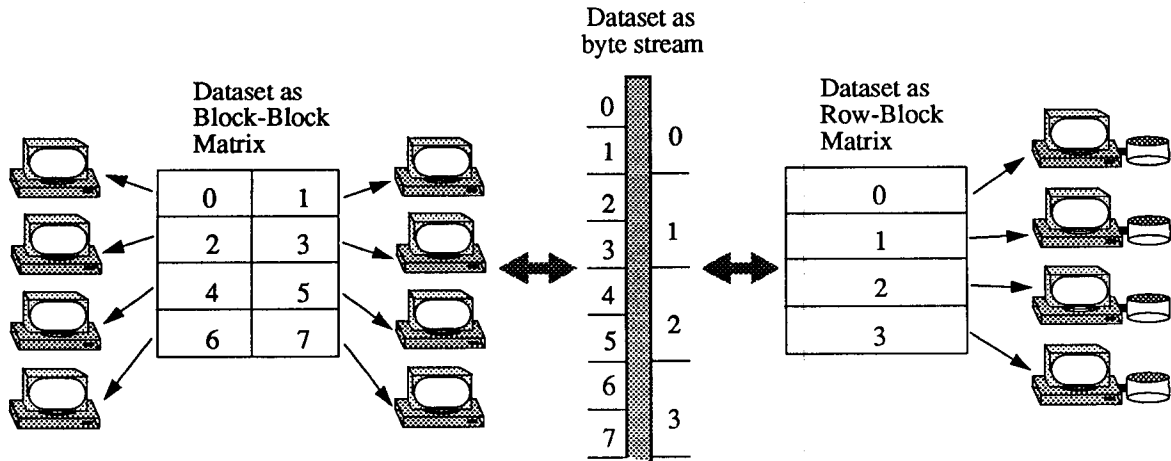 Dataset as
Block-Block
Matrix
0 1
2 3
4 5
6 7
Dataset as
byte stream
0
1
2
3
4
5
6
7
0
1
2
3
Dataset as
Row-Block
Matrix
0
1
2
3